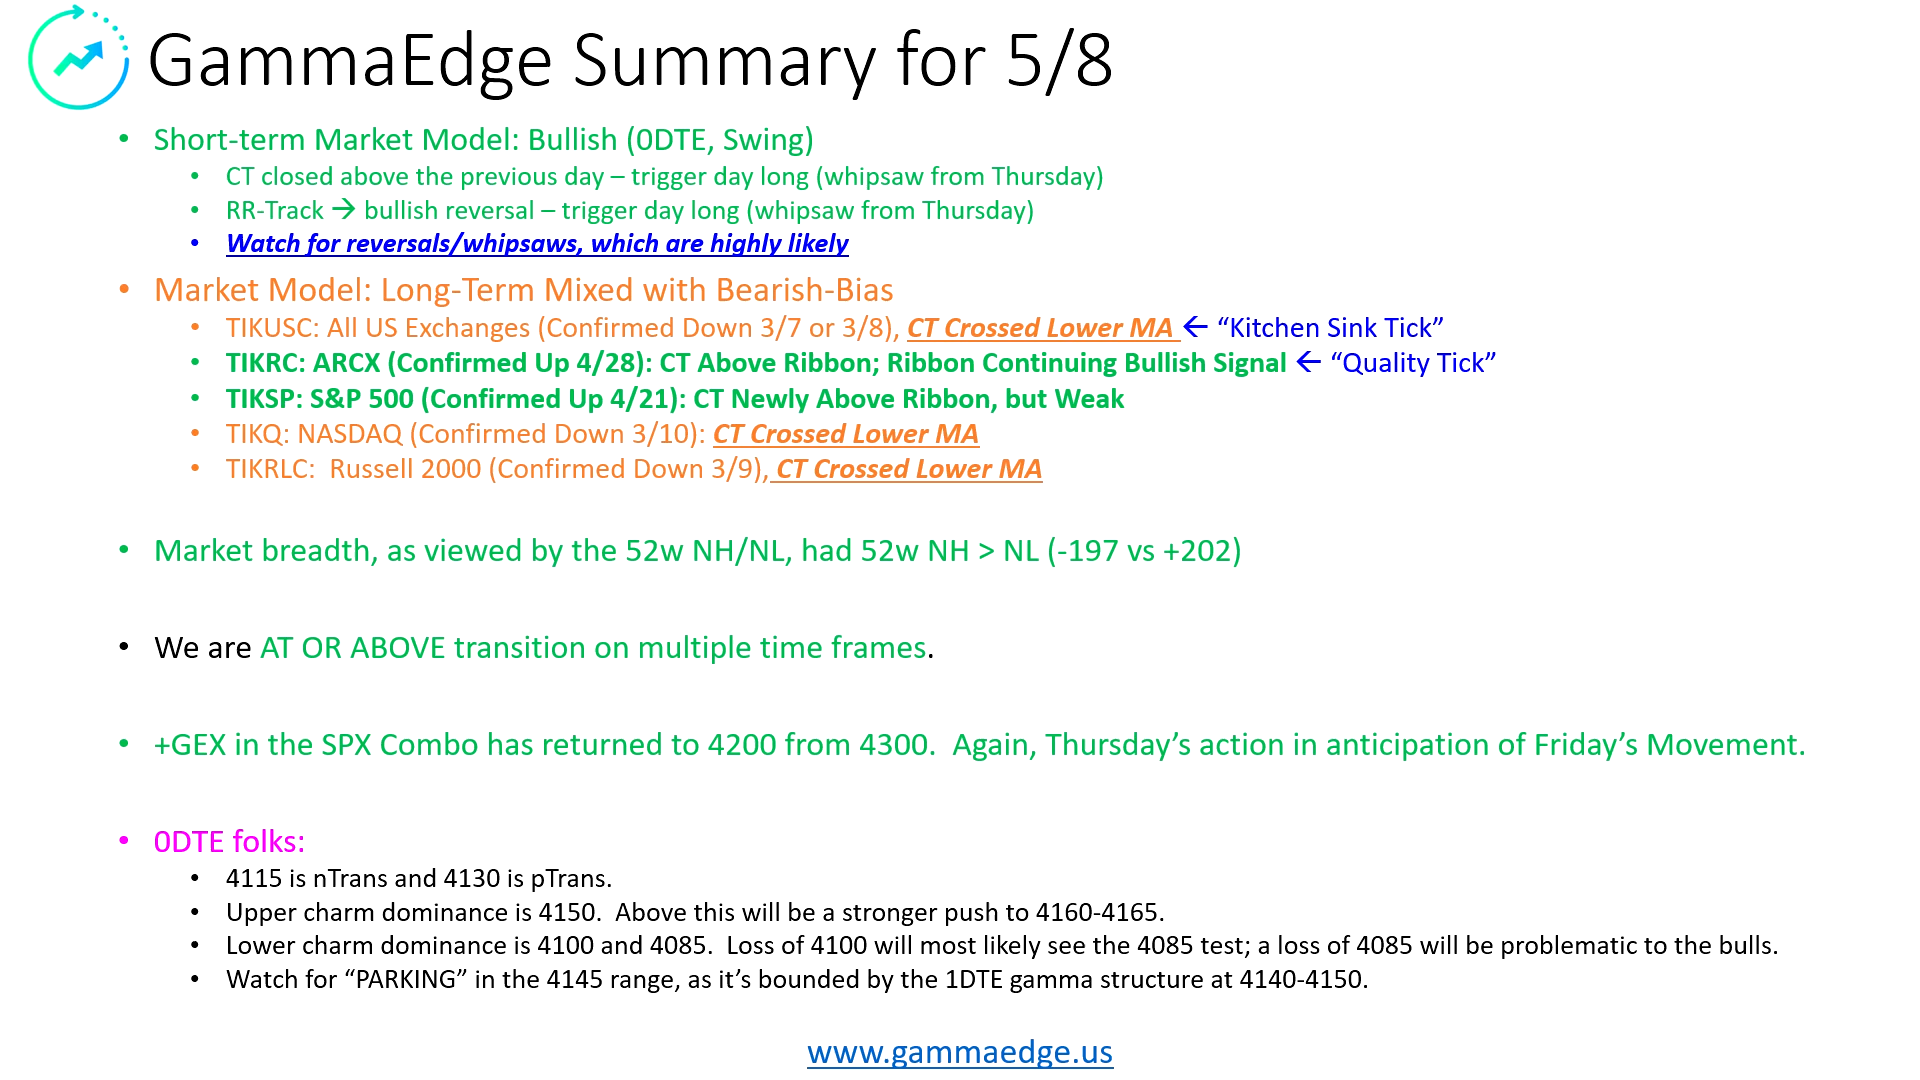 GammaEdge Summary for 5/8
• Short-term Market Model: Bullish (0DTE, Swing)
• CT closed above the previous day – trigger day long (whipsaw from Thursday)
• RR-Track → bullish reversal – trigger day long (whipsaw from Thursday)
• Watch for reversals/whipsaws, which are highly likely
• Market Model: Long-Term Mixed with Bearish-Bias
• TIKUSC: All US Exchanges (Confirmed Down 3/7 or 3/8), CT Crossed Lower MA ← “Kitchen Sink Tick”
• TIKRC: ARCX (Confirmed Up 4/28): CT Above Ribbon; Ribbon Continuing Bullish Signal ← “Quality Tick”
• TIKSP: S&P 500 (Confirmed Up 4/21): CT Newly Above Ribbon, but Weak
• TIKQ: NASDAQ (Confirmed Down 3/10): CT Crossed Lower MA
• TIKRLC:  Russell 2000 (Confirmed Down 3/9), CT Crossed Lower MA
• Market breadth, as viewed by the 52w NH/NL, had 52w NH > NL (-197 vs +202)
• We are AT OR ABOVE transition on multiple time frames.
• +GEX in the SPX Combo has returned to 4200 from 4300.  Again, Thursday’s action in anticipation of Friday’s Movement.
• 0DTE folks:
• 4115 is nTrans and 4130 is pTrans.
• Upper charm dominance is 4150.  Above this will be a stronger push to 4160-4165.
• Lower charm dominance is 4100 and 4085.  Loss of 4100 will most likely see the 4085 test; a loss of 4085 will be problematic to the bulls.
• Watch for “PARKING” in the 4145 range, as it’s bounded by the 1DTE gamma structure at 4140-4150.
www.gammaedge.us